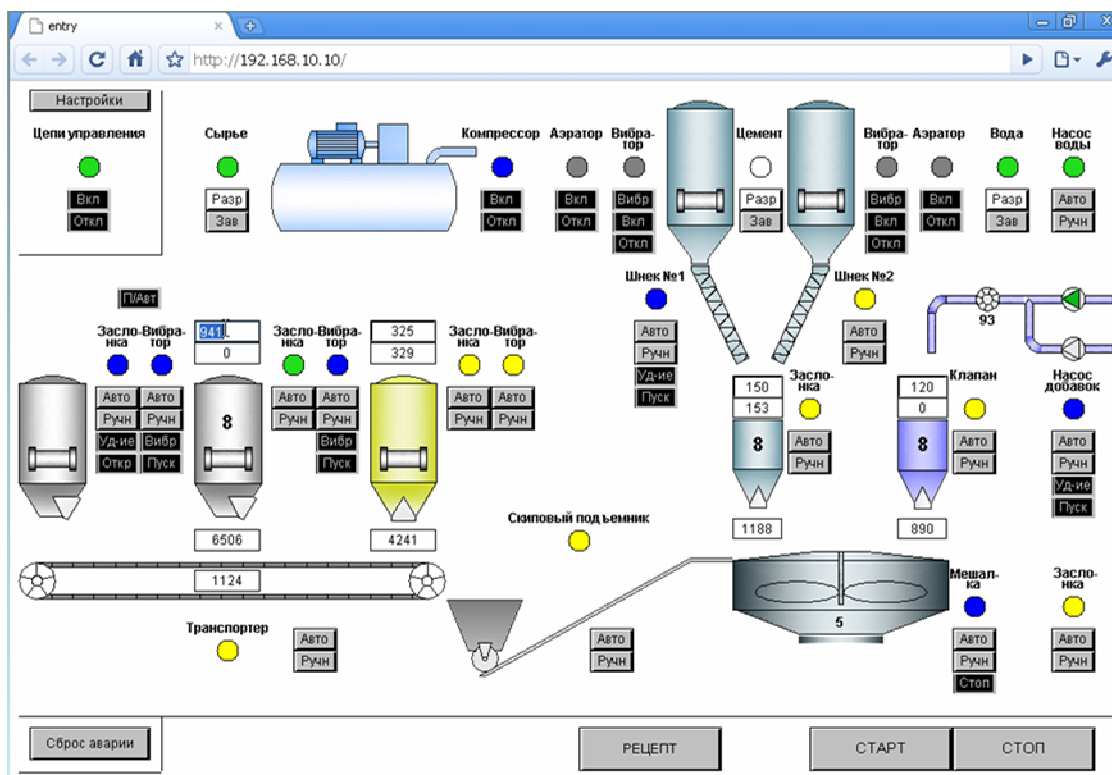 entry
http://192.168.10.10/
Настройки
Цепи управления
Вкл
Откл
Сырье
Разр
Зав
Компрессор
Вкл
Откл
Аэратор
Вкл
Откл
Вибра-
тор
Вибр
Вкл
Откл
Цемент
Разр
Зав
Вибра-
тор
Вибр
Вкл
Откл
Аэратор
Вкл
Откл
Вода
Разр
Зав
Насос
воды
Авто
Ручн
Шнек №1
Авто
Ручн
Уд-ие
Пуск
Шнек №2
Авто
Ручн
93
П/Авт
Засло-
нка
Авто
Ручн
Уд-ие
Откр
Вибра-
тор
Авто
Ручн
Вибр
Пуск
941
0
8
6506
Засло-
нка
Авто
Ручн
Вибра-
тор
Авто
Ручн
Вибр
Пуск
325
329
4241
Засло-
нка
Авто
Ручн
Вибра-
тор
Авто
Ручн
150
153
8
1188
Засло-
нка
Авто
Ручн
120
0
8
890
Клапан
Авто
Ручн
Насос
добавок
Авто
Ручн
Уд-ие
Пуск
1124
Транспортер
Авто
Ручн
Скиповый подъемник
Авто
Ручн
5
Мешал-
ка
Авто
Ручн
Стоп
Засло-
нка
Авто
Ручн
Сброс аварии
РЕЦЕПТ
СТАРТ
СТОП